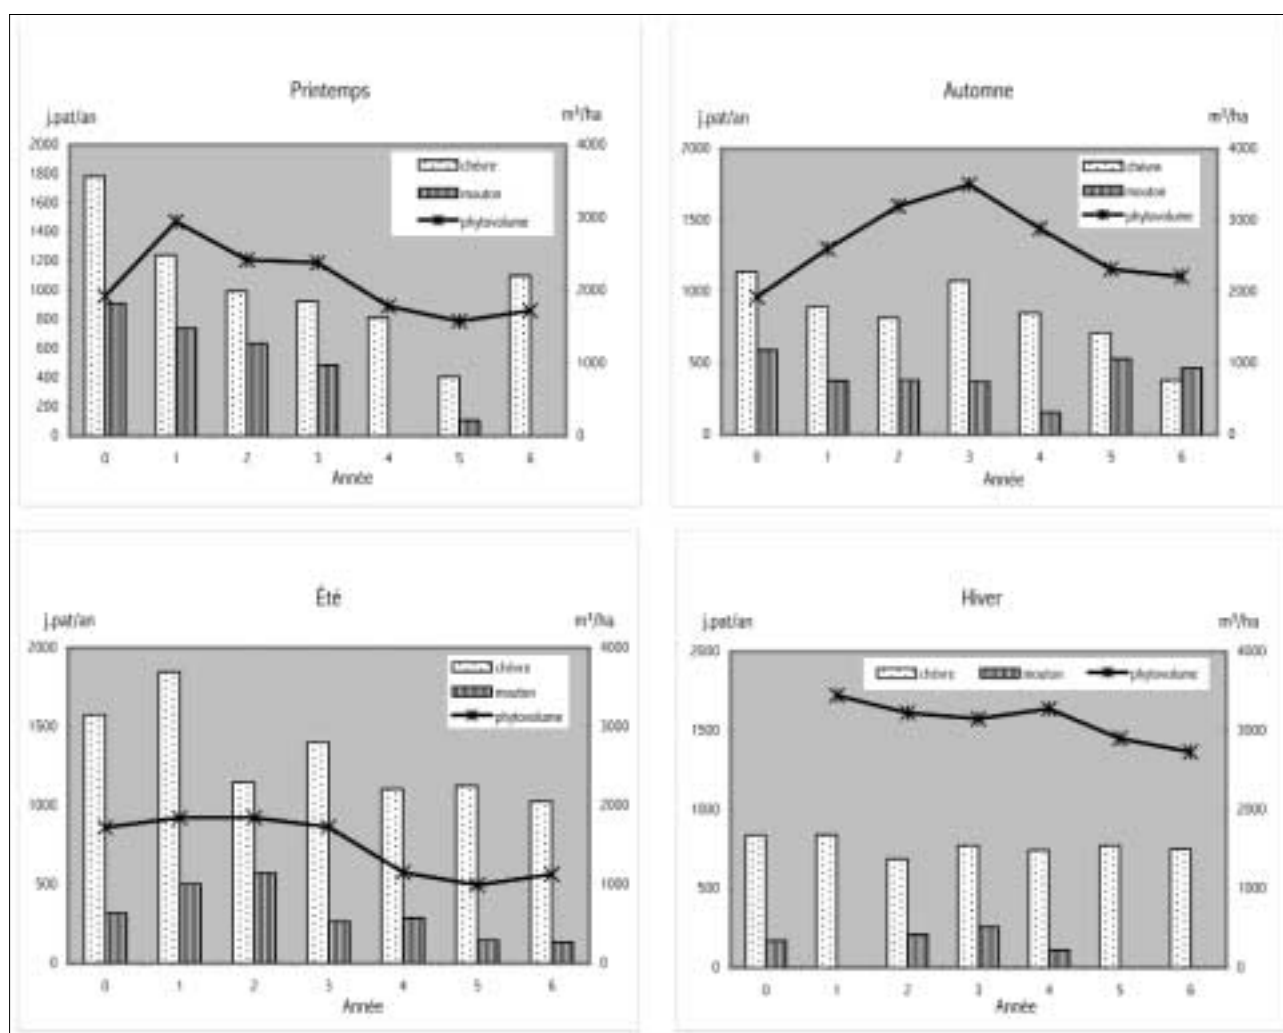 Printemps
j.pat/an
m³/ha
2000
1800
1600
1400
1200
1000
800
600
400
200
0
4000
3000
2000
1000
0
chèvre
mouton
phytovolume
0 1 2 3 4 5 6
Année
Automne
j.pat/an
m³/ha
2000
1500
1000
500
0
4000
3000
2000
1000
0
chèvre
mouton
phytovolume
0 1 2 3 4 5 6
Année
Été
j.pat/an
m³/ha
2000
1500
1000
500
0
4000
3000
2000
1000
0
chèvre
mouton
phytovolume
0 1 2 3 4 5 6
Année
Hiver
j.pat/an
m³/ha
2000
1500
1000
500
0
4000
3000
2000
1000
0
chèvre mouton phytovolume
0 1 2 3 4 5 6
Année